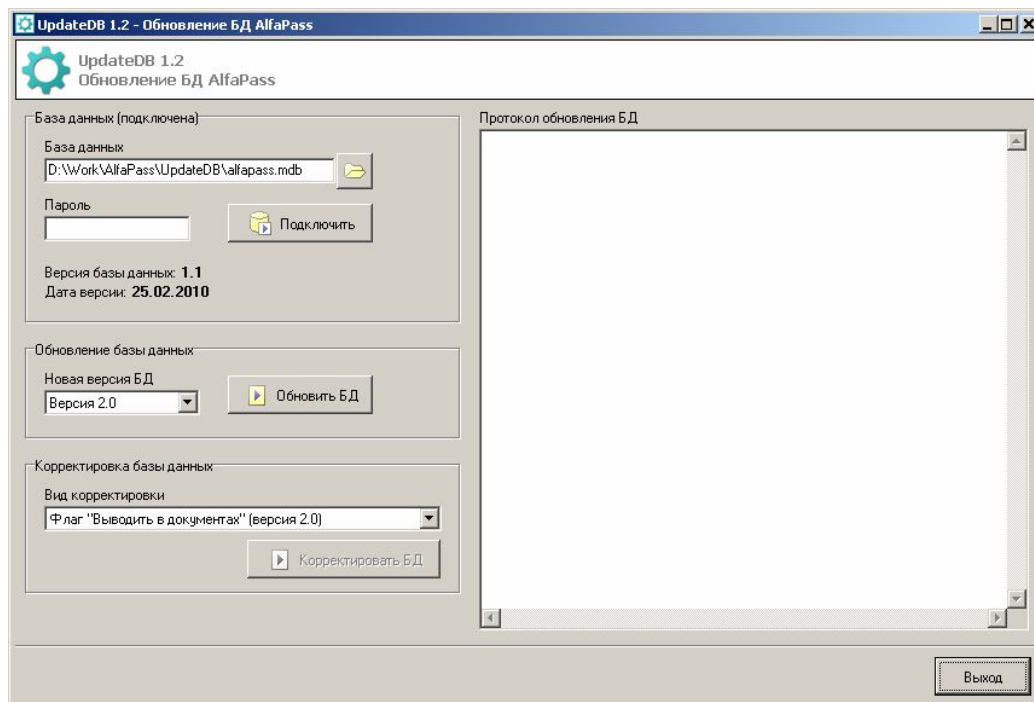 UpdateDB 1.2 - Обновление БД AlfaPass
UpdateDB 1.2
Обновление БД AlfaPass
База данных (подключена)
База данных
D:\Work\AlfaPass\UpdateDB\alfapass.mdb
Пароль
Подключить
Версия базы данных: 1.1
Дата версии: 25.02.2010
Обновление базы данных
Новая версия БД
Версия 2.0
Обновить БД
Корректировка базы данных
Вид корректировки
Флаг "Выводить в документах" (версия 2.0)
Корректировать БД
Протокол обновления БД
Выход